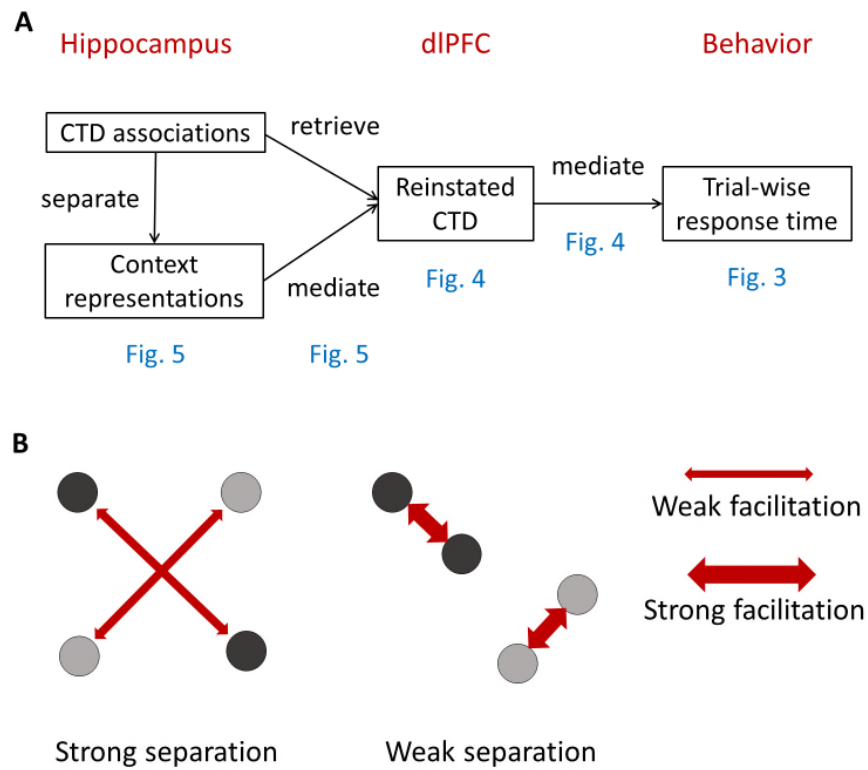 A
Hippocampus
dlPFC
Behavior
CTD associations
retrieve
separate
Reinstated
CTD
mediate
Trial-wise
response time
Context
representations
mediate
Fig. 4
Fig. 4
Fig. 3
Fig. 5
Fig. 5
B
Weak facilitation
Strong facilitation
Strong separation
Weak separation